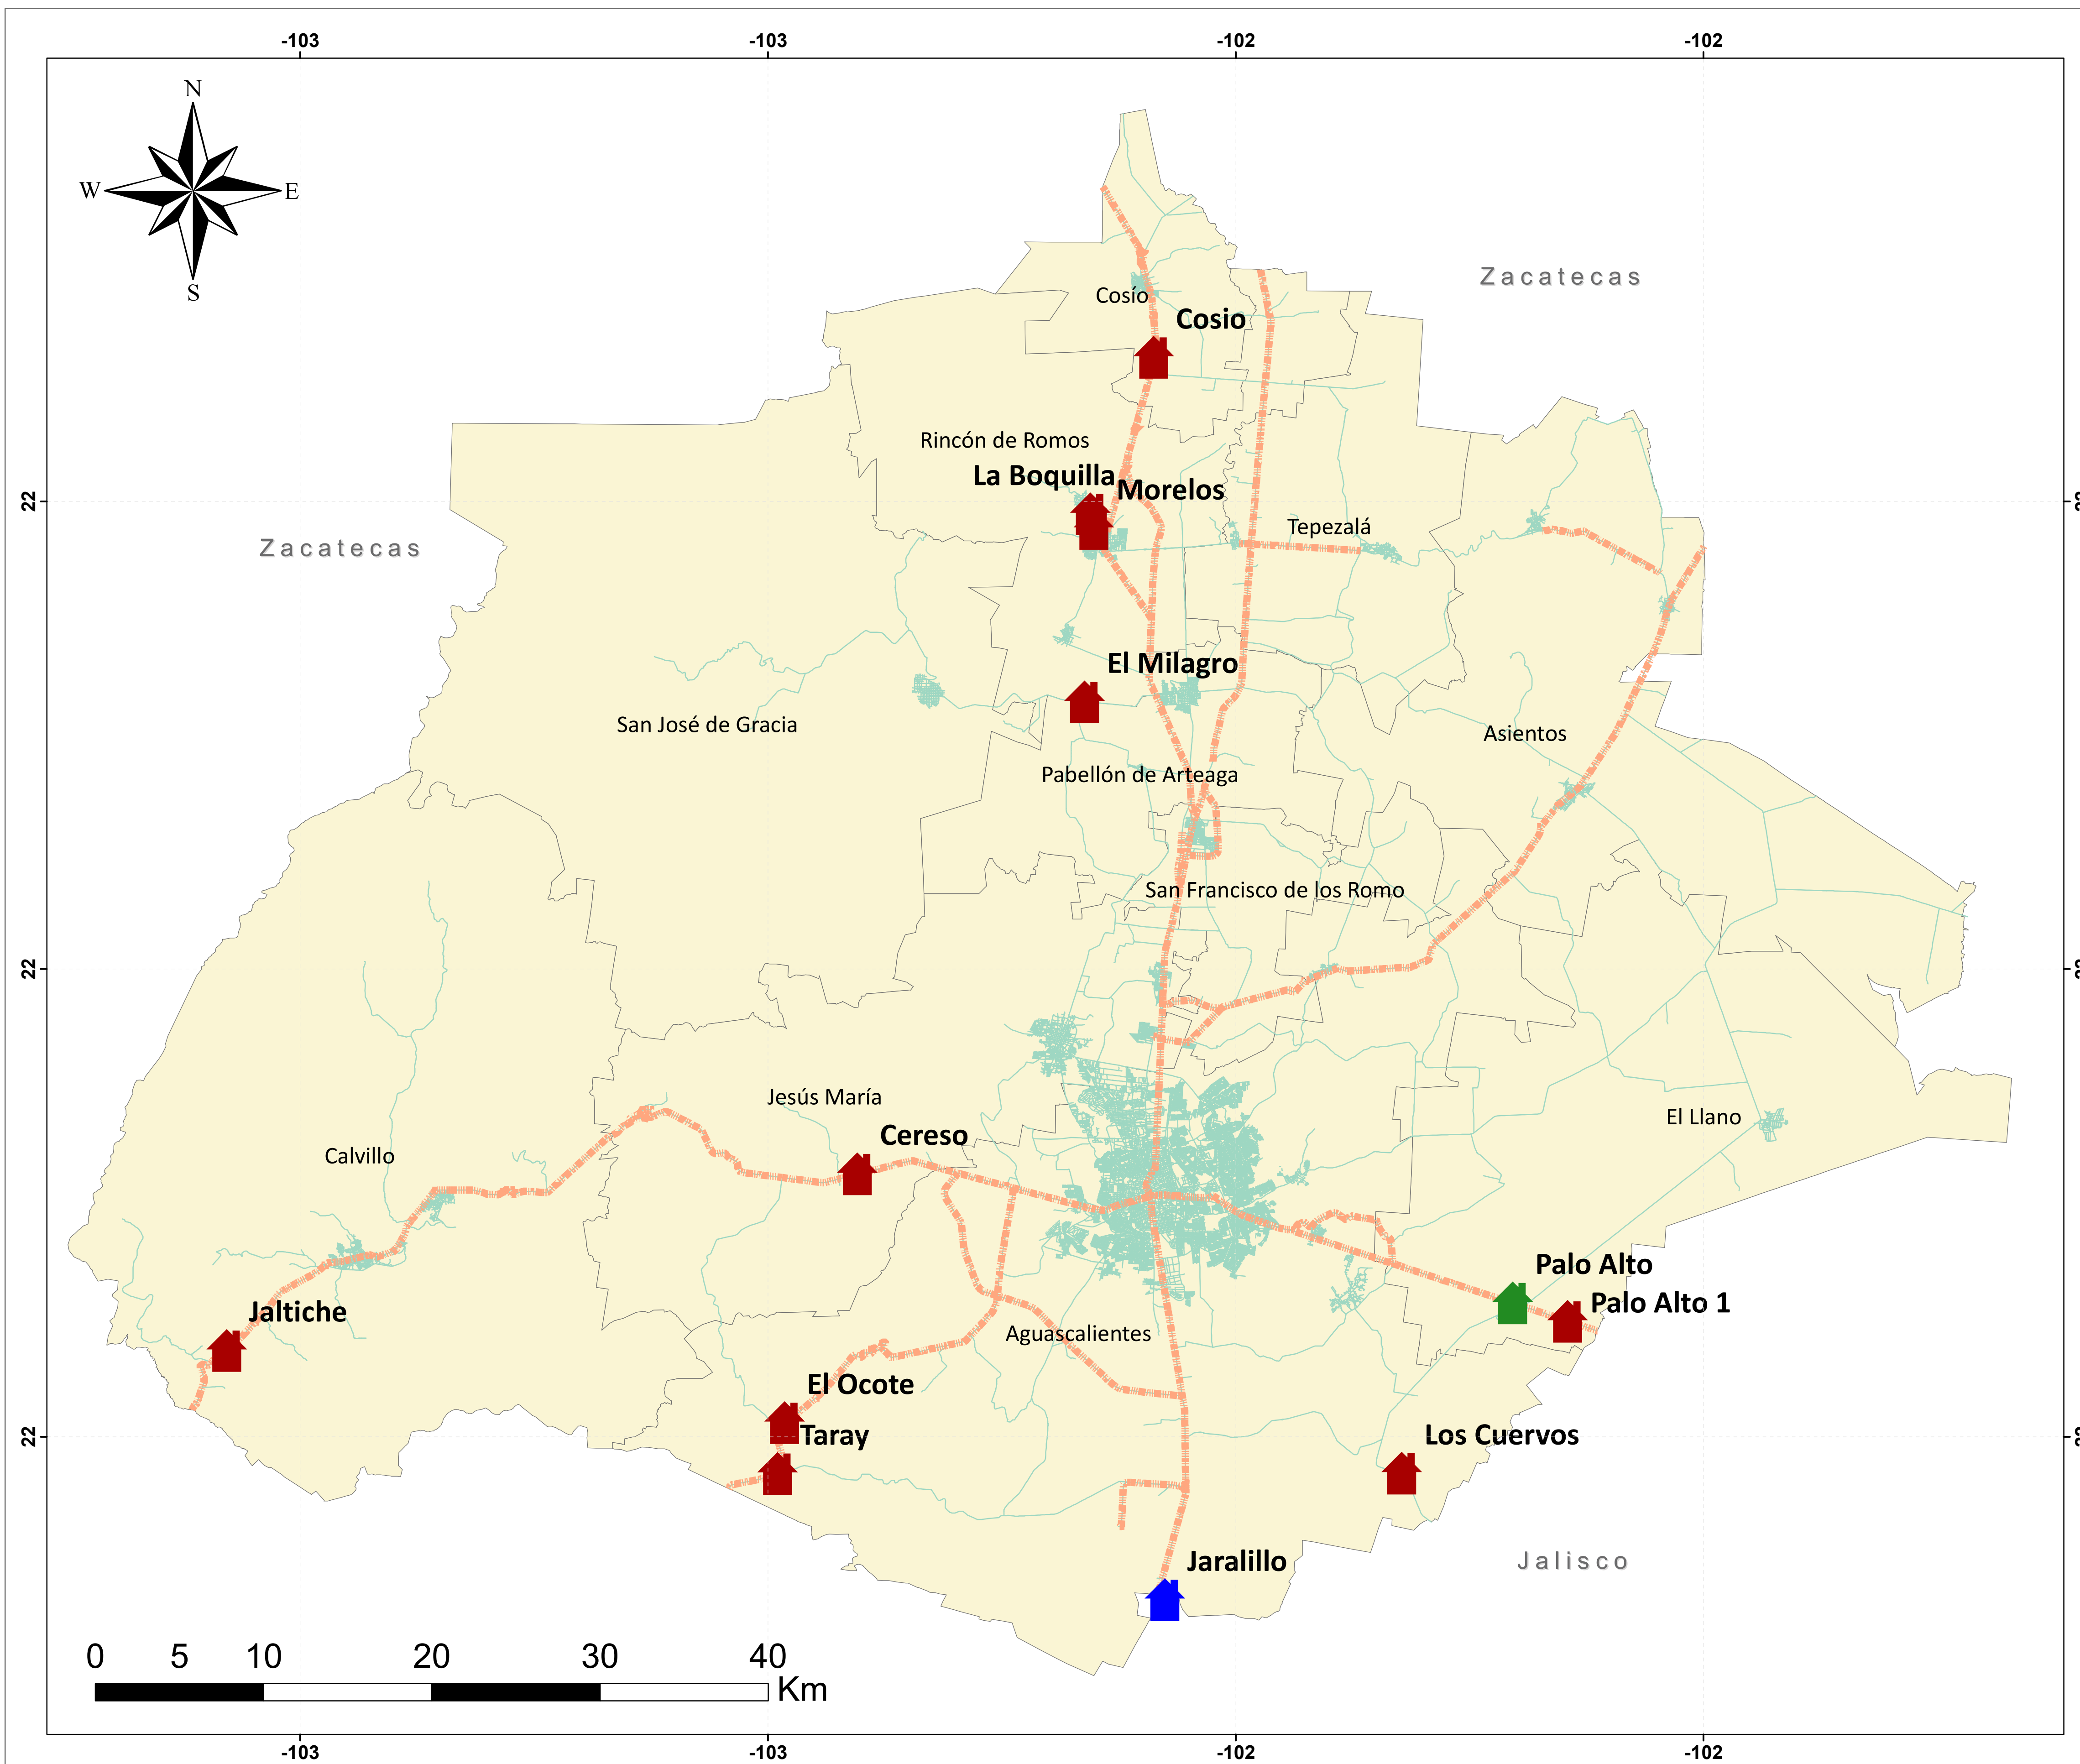 -103 -103 -102 -102
N
W E
S
Zacatecas
Cosío
Cosio
Rincón de Romos
La Boquilla
Morelos
22
Tepezalá
Zacatecas
El Milagro
San José de Gracia
Asientos
Pabellón de Arteaga
San Francisco de los Romo
22
Jesús María
El Llano
Cereso
Calvillo
Palo Alto
Palo Alto 1
Jaltiche
Aguascalientes
El Ocote
22
Taray
Los Cuervos
Jaralillo
Jalisco
0 5 10 20 30 40
Km
-103 -103 -102 -102